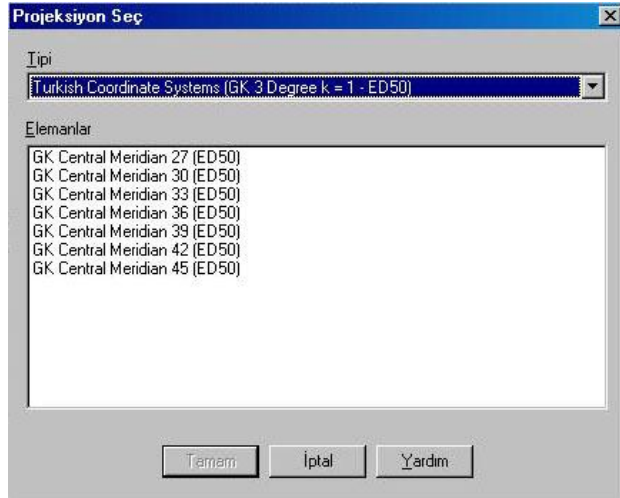 Projeksiyon Seç
Tipi
Turkish Coordinate Systems (GK 3 Degree k = 1 - ED50)
Elemanlar
GK Central Meridian 27 (ED50)
GK Central Meridian 30 (ED50)
GK Central Meridian 33 (ED50)
GK Central Meridian 36 (ED50)
GK Central Meridian 39 (ED50)
GK Central Meridian 42 (ED50)
GK Central Meridian 45 (ED50)
Tamam İptal Yardım